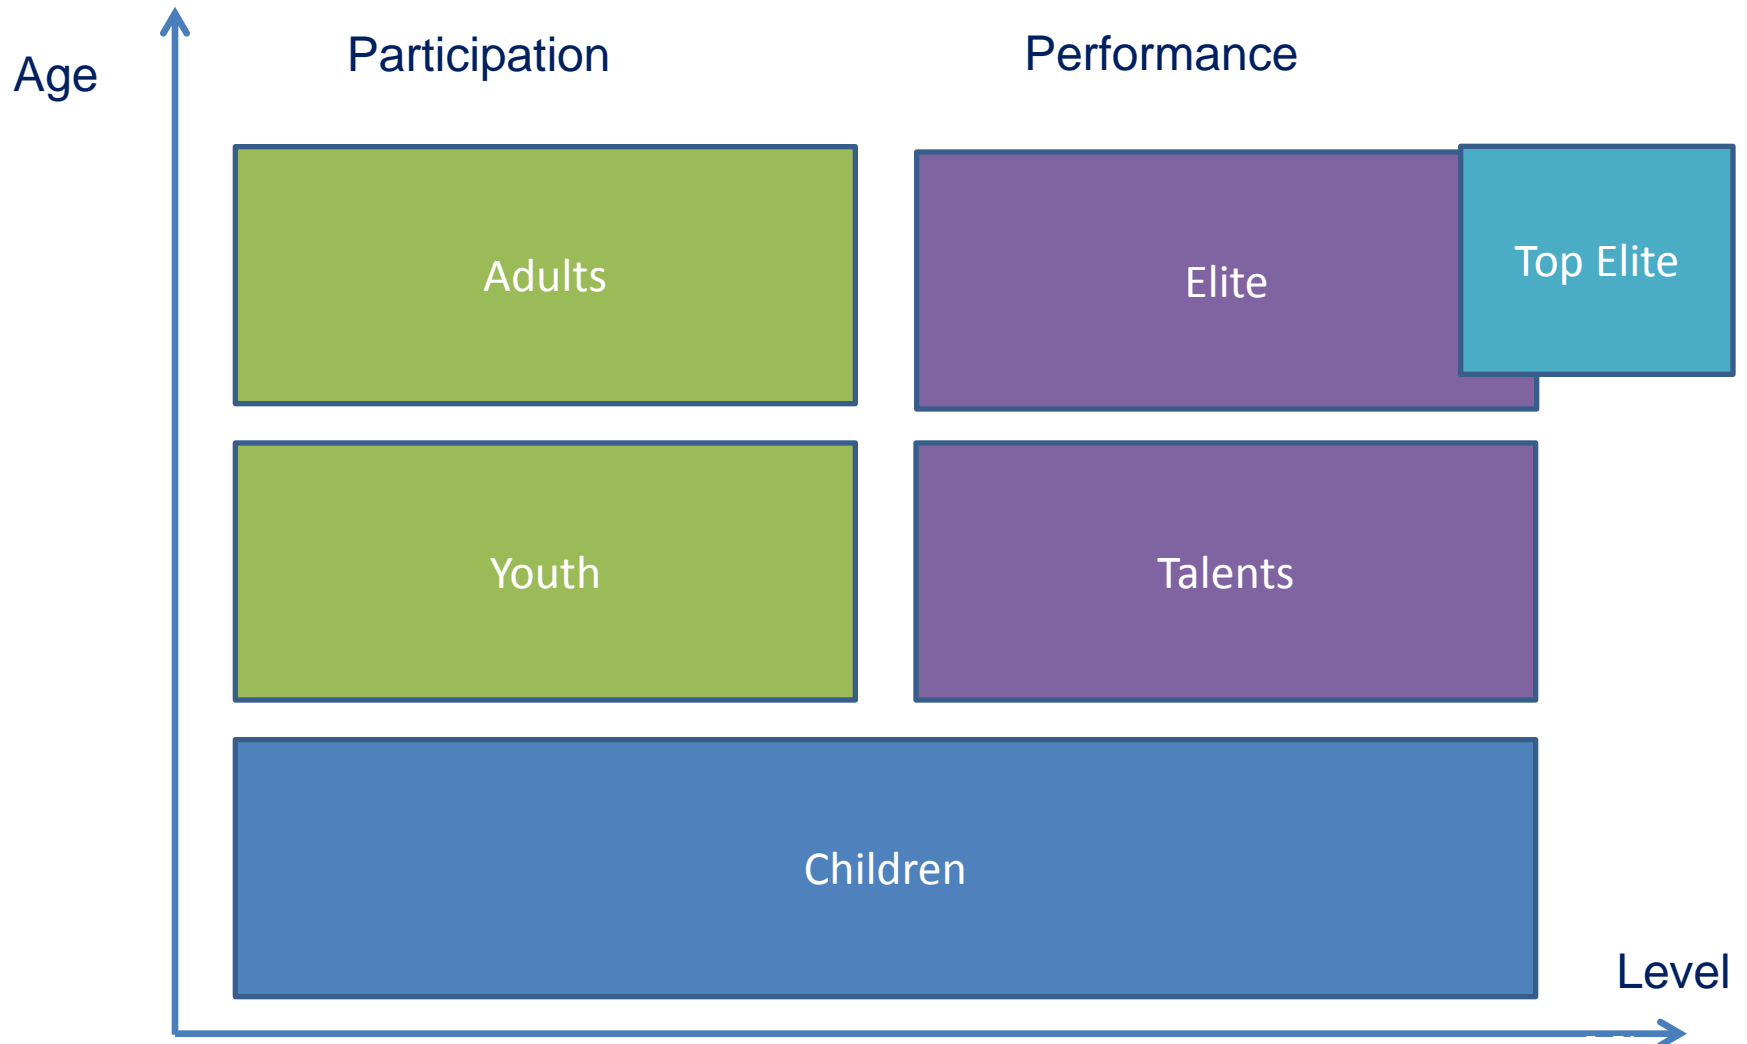 Age
Participation
Performance
Adults
Elite
Top Elite
Youth
Talents
Children
Level